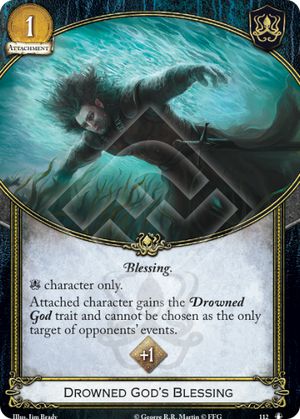 1
ATTACHMENT
Blessing.
character only.
Attached character gains the Drowned
God trait and cannot be chosen as the only
target of opponents' events.
+1
DROWNED GOD'S BLESSING
Illus. Jim Brady © George R.R. Martin © FFG 112